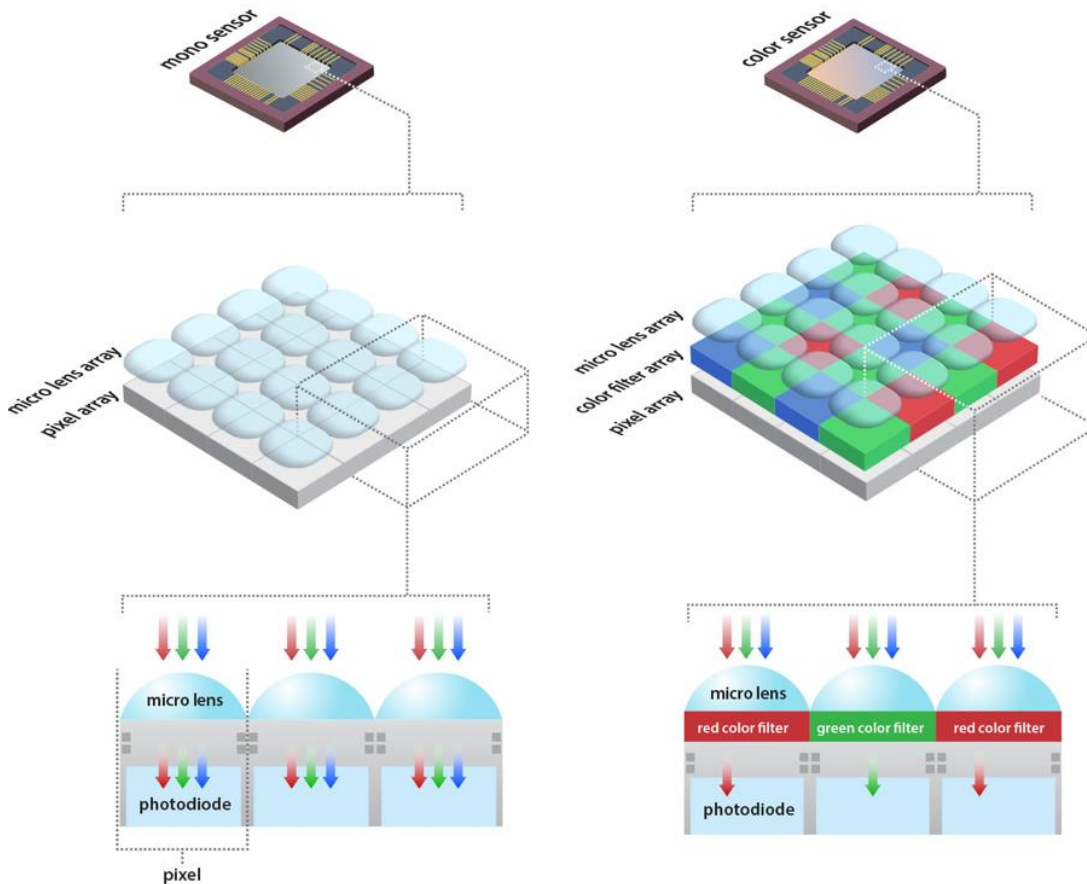 mono sensor
color sensor
micro lens array
pixel array
micro lens array
color filter array
pixel array
micro lens
photodiode
pixel
micro lens
red color filter
green color filter
red color filter
photodiode